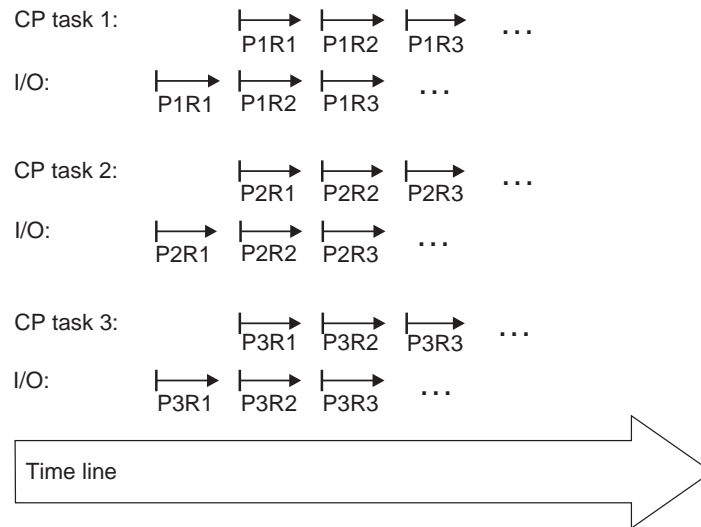 CP task 1:
P1R1 P1R2 P1R3 ...
I/O:
P1R1 P1R2 P1R3 ...
CP task 2:
P2R1 P2R2 P2R3 ...
I/O:
P2R1 P2R2 P2R3 ...
CP task 3:
P3R1 P3R2 P3R3 ...
I/O:
P3R1 P3R2 P3R3 ...
Time line